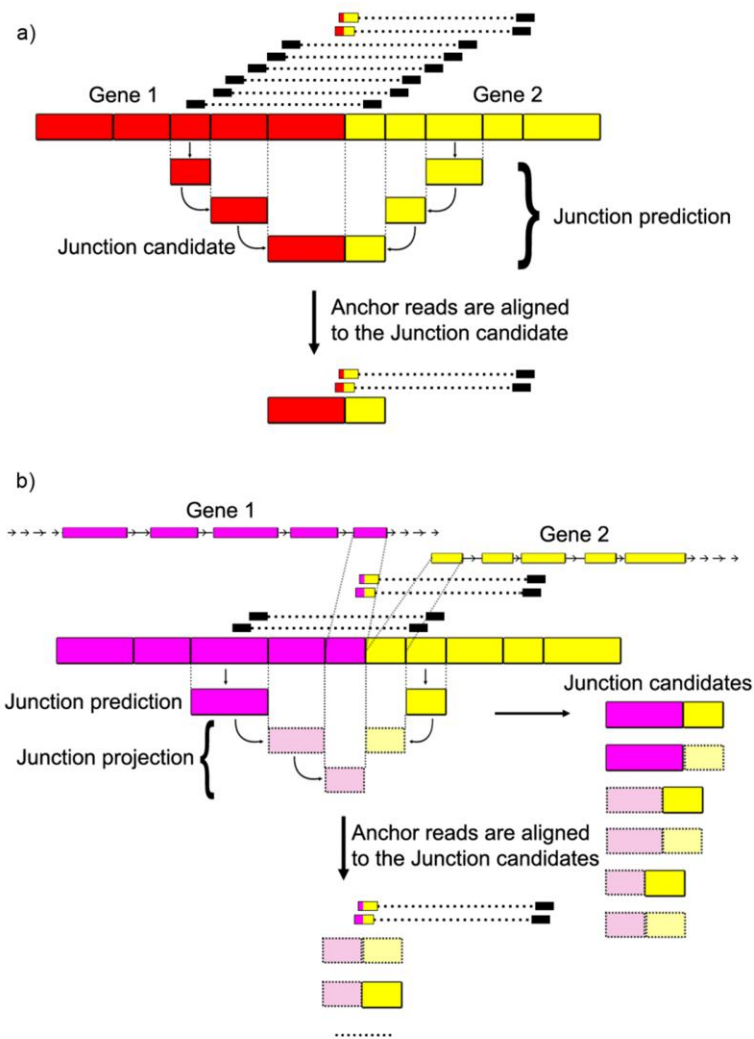 a)
Gene 1
Gene 2
Junction prediction
Junction candidate
Anchor reads are aligned
to the Junction candidate
b)
Gene 1
Gene 2
Junction candidates
Junction prediction
Junction projection
Anchor reads are aligned
to the Junction candidates